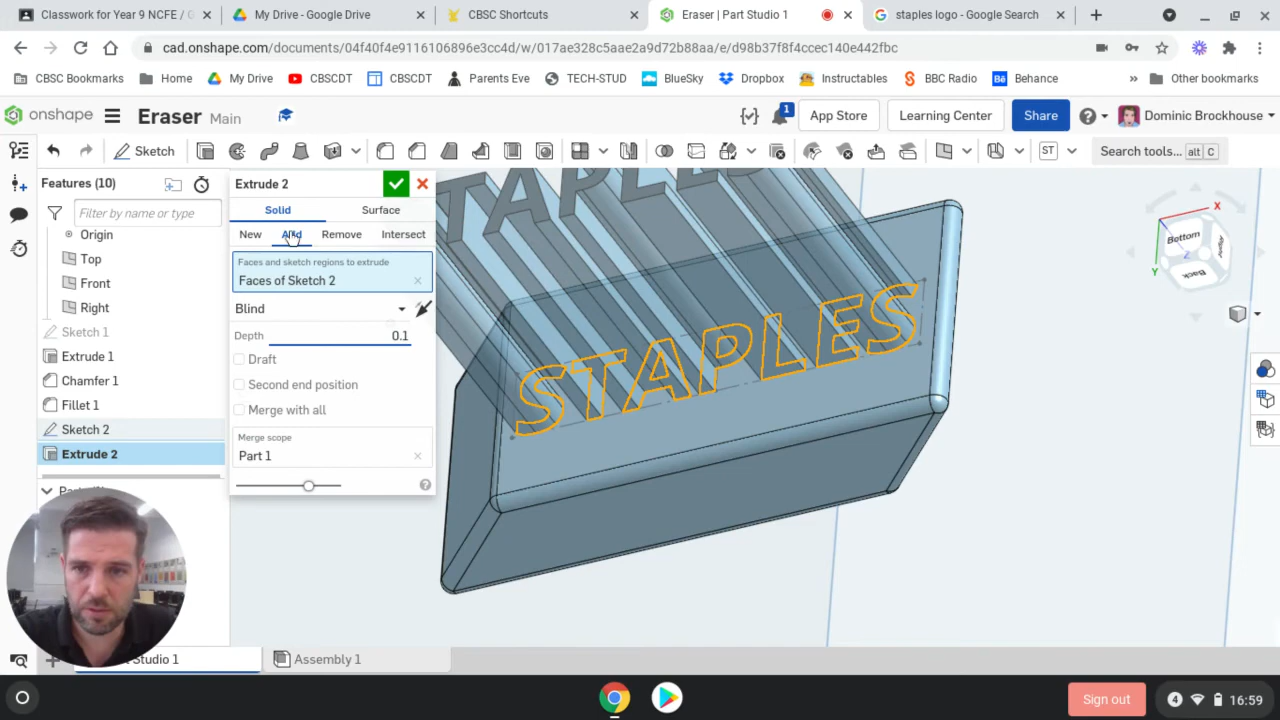 Classwork for Year 9 NCFE / G
My Drive - Google Drive
CBSC Shortcuts
Eraser | Part Studio 1
staples logo - Google Search
cad.onshape.com/documents/04f40f4e9116106896e3cc4d/w/017ae328c5aae2a9d72b88aa/e/d98b37f8f4ccec140e442fbc
CBSC Bookmarks
Home
My Drive
CBSCDT
CBSCDT
Parents Eve
TECH-STUD
BlueSky
Dropbox
Instructables
BBC Radio
Behance
»
Other bookmarks
onshape
Eraser Main
1
App Store
Learning Center
Share
Dominic Brockhouse
Sketch
ST
Search tools... alt C
Features (10)
Filter by name or type
Origin
Top
Front
Right
Sketch 1
Extrude 1
Chamfer 1
Fillet 1
Sketch 2
Extrude 2
Extrude 2
Solid
Surface
New
Add
Remove
Intersect
Faces and sketch regions to extrude
Faces of Sketch 2
Blind
Depth 0.1
Draft
Second end position
Merge with all
Merge scope
Part 1
STAPLES
STAPLES
X
Bottom
Right
Y
Z
Back
t Studio 1
Assembly 1
Sign out
4
16:59